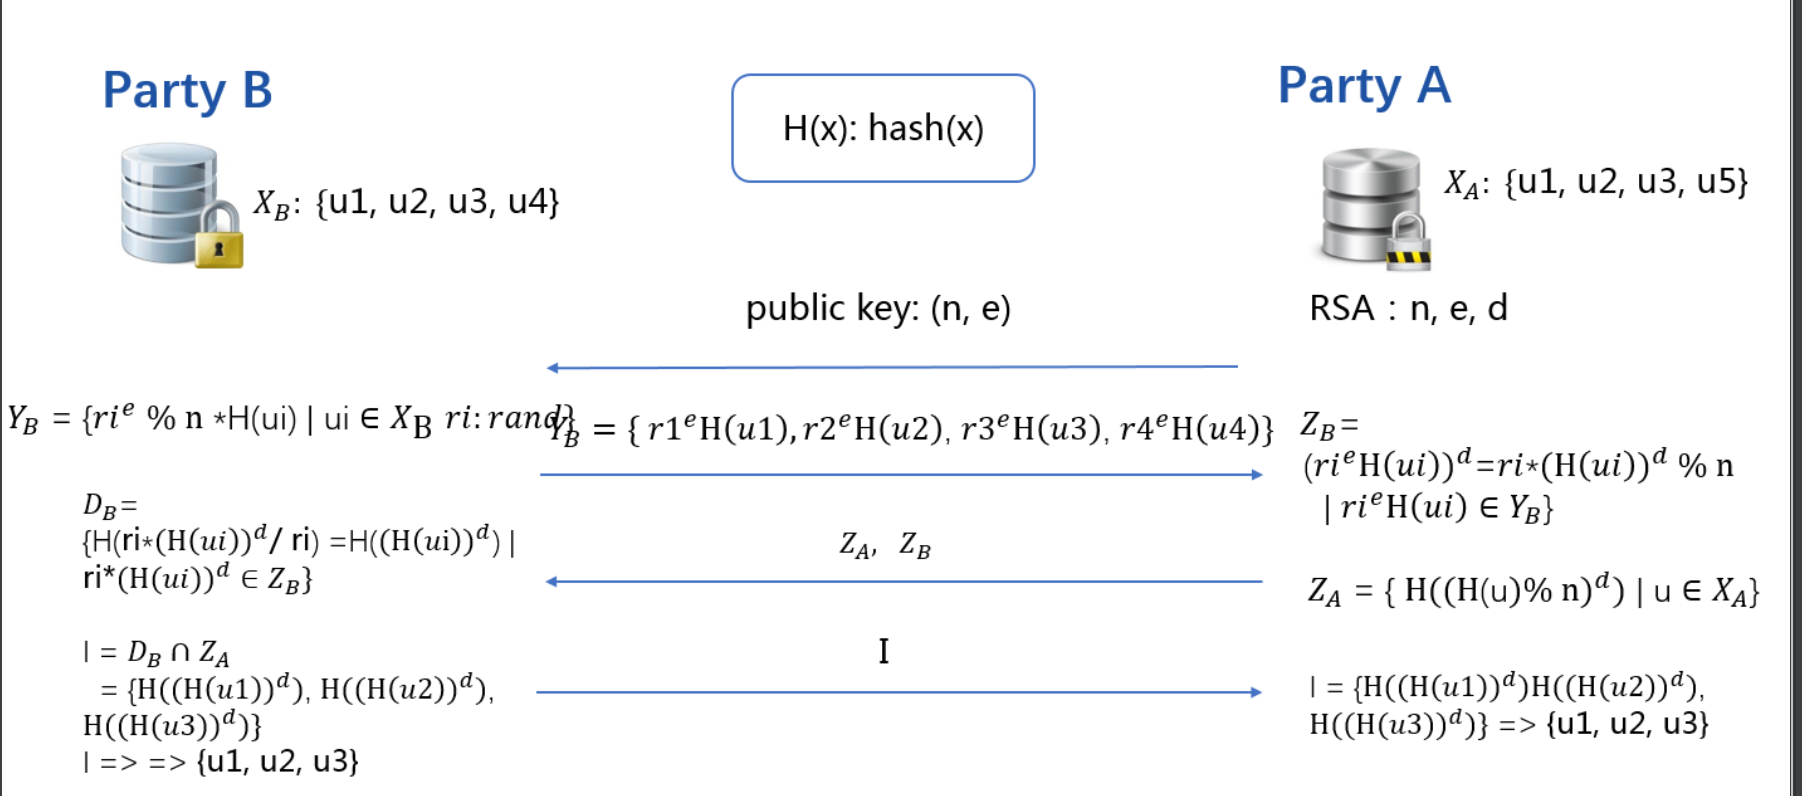 Party B
H(x): hash(x)
Party A
X_B: {u1, u2, u3, u4}
X_A: {u1, u2, u3, u5}
public key: (n, e)
RSA : n, e, d
Y_B = {ri^e % n *H(ui) | ui ∈ X_B ri: rand}
Y_B = { r1^e H(u1), r2^e H(u2), r3^e H(u3), r4^e H(u4)}
Z_B=
(ri^e H(ui))^d=ri*(H(ui))^d % n
| ri^e H(ui) ∈ Y_B}
D_B=
{H(ri*(H(ui))^d/ ri) =H((H(ui))^d) |
ri*(H(ui))^d ∈ Z_B}
Z_A, Z_B
Z_A = { H((H(u)% n)^d) | u ∈ X_A}
I = D_B ∩ Z_A
= {H((H(u1))^d), H((H(u2))^d),
H((H(u3))^d)}
I => => {u1, u2, u3}
I
I = {H((H(u1))^d)H((H(u2))^d),
H((H(u3))^d)} => {u1, u2, u3}